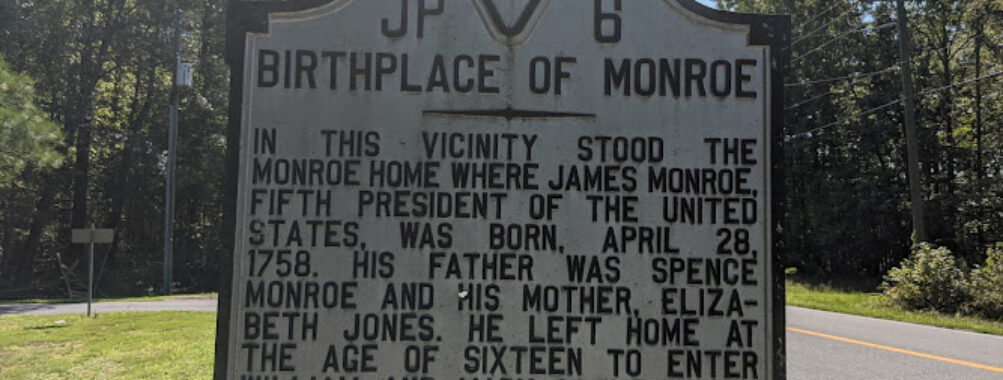 JP 6
BIRTHPLACE OF MONROE
IN THIS VICINITY STOOD THE
MONROE HOME WHERE JAMES MONROE,
FIFTH PRESIDENT OF THE UNITED
STATES, WAS BORN, APRIL 28,
1758. HIS FATHER WAS SPENCE
MONROE AND HIS MOTHER, ELIZA-
BETH JONES. HE LEFT HOME AT
THE AGE OF SIXTEEN TO ENTER
WILLIAM AND